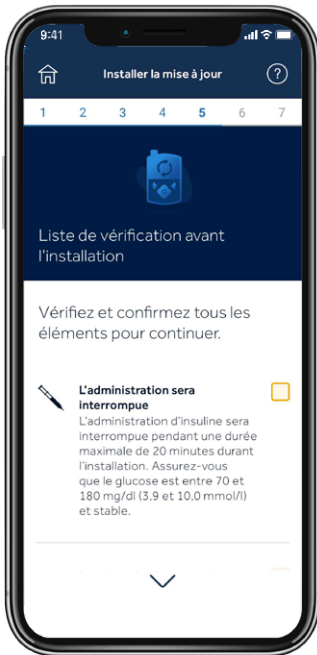 9:41
Installer la mise à jour
?
1 2 3 4 5 6 7
Liste de vérification avant
l'installation
Vérifiez et confirmez tous les
éléments pour continuer.
L'administration sera
interrompue
L'administration d'insuline sera
interrompue pendant une durée
maximale de 20 minutes durant
l'installation. Assurez-vous
que le glucose est entre 70 et
180 mg/dl (3,9 et 10,0 mmol/l)
et stable.